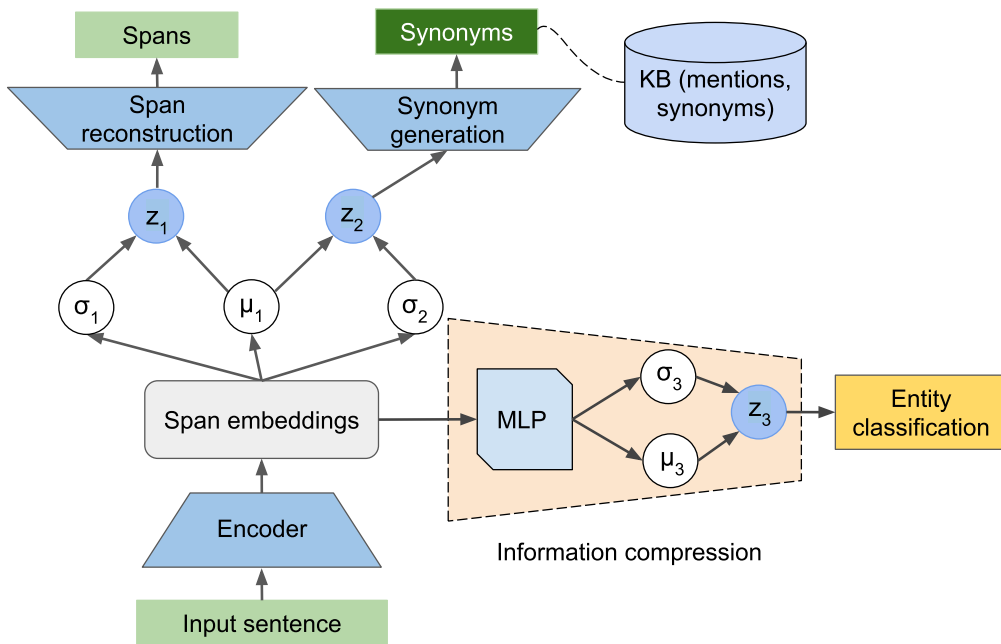 Spans
Synonyms
KB (mentions,
synonyms)
Span
reconstruction
Synonym
generation
z1
z2
σ1
μ1
σ2
Span embeddings
MLP
σ3
μ3
z3
Entity
classification
Encoder
Information compression
Input sentence